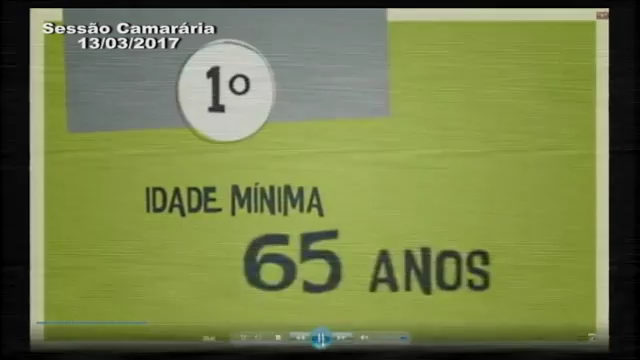 Sessão Camarária
13/03/2017
1º
IDADE MÍNIMA
65 ANOS